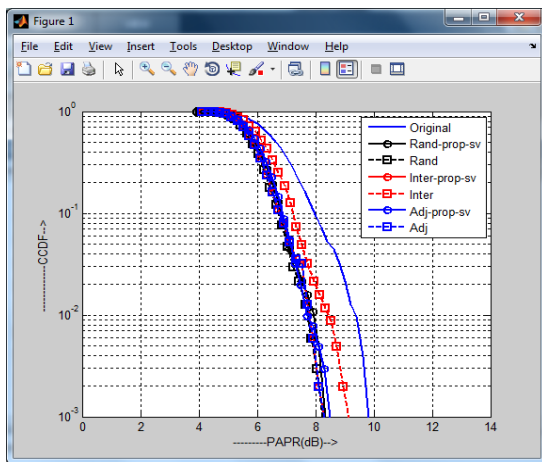 Figure 1
File Edit View Insert Tools Desktop Window Help
10^0
10^-1
10^-2
10^-3
----------CCDF-->
Original
Rand-prop-sv
Rand
Inter-prop-sv
Inter
Adj-prop-sv
Adj
0 2 4 6 8 10 12 14
---------PAPR(dB)-->